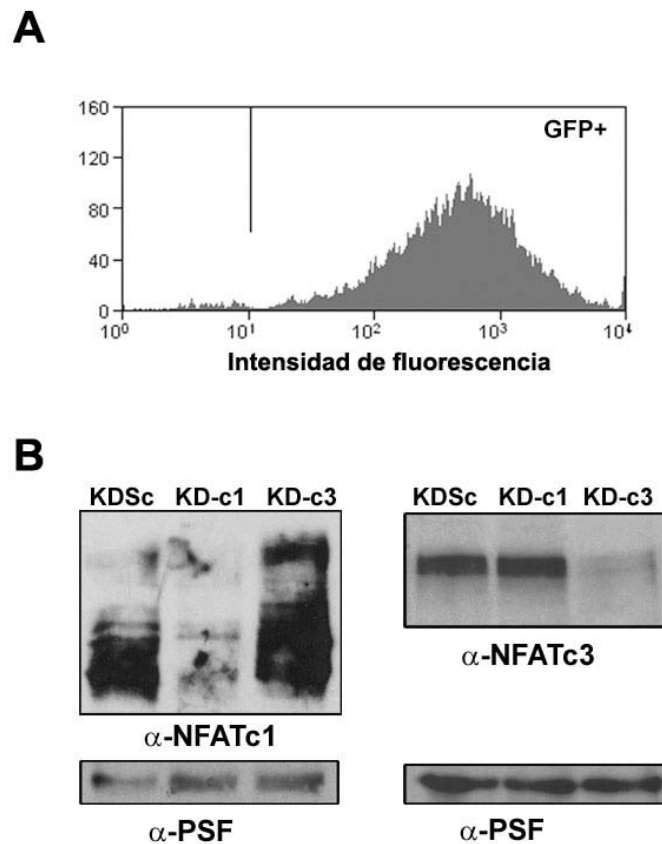 A
160
GFP+
120
80
40
0
10⁰ 10¹ 10² 10³ 10⁴
Intensidad de fluorescencia
B
KDSc KD-c1 KD-c3
KDSc KD-c1 KD-c3
α-NFATc1
α-NFATc3
α-PSF
α-PSF